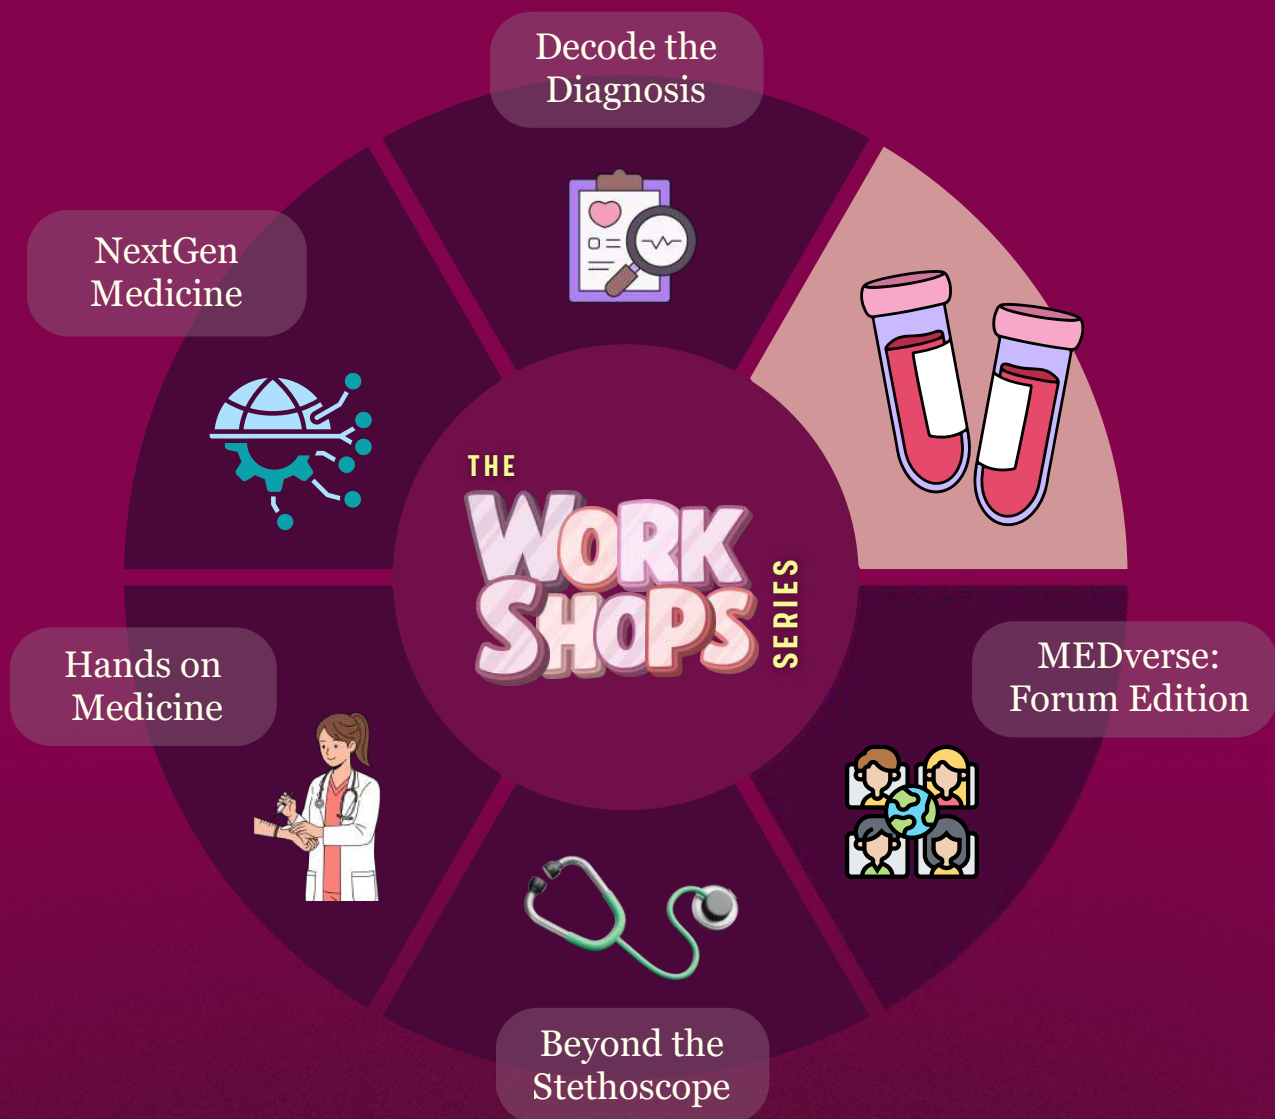 Decode the
Diagnosis
NextGen
Medicine
THE
WORK
SHOPS
SERIES
Hands on
Medicine
MEDverse:
Forum Edition
Beyond the
Stethoscope